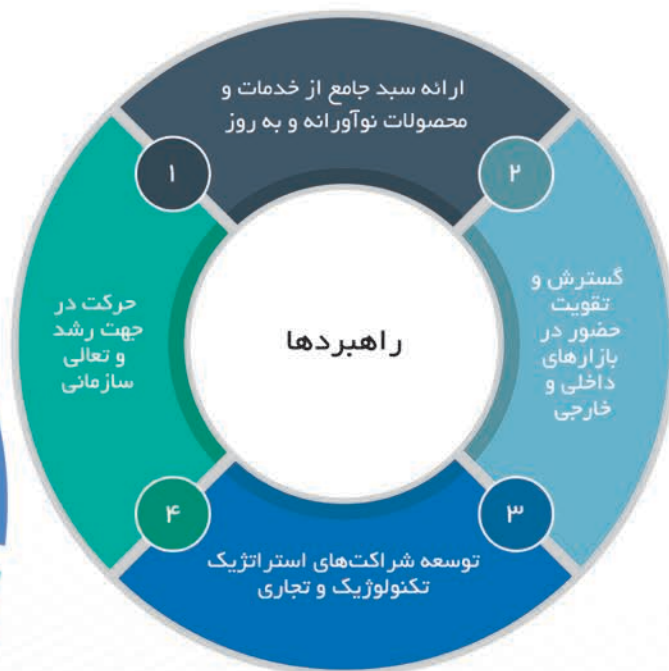 راهبردها
۱
ارائه سبد جامع از خدمات و
محصولات نوآورانه و به روز
۲
گسترش و
تقویت
حضور در
بازارهای
داخلی و
خارجی
۳
توسعه شراکت‌های استراتژیک
تکنولوژیک و تجاری
۴
حرکت در
جهت رشد
و تعالی
سازمانی